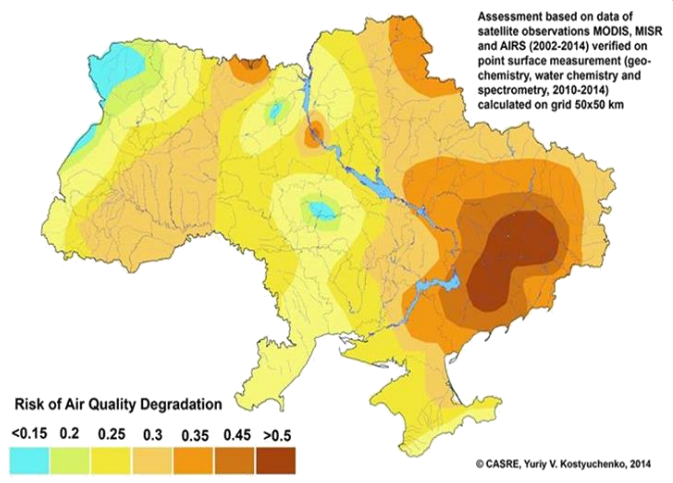 Assessment based on data of
satellite observations MODIS, MISR
and AIRS (2002-2014) verified on
point surface measurement (geo-
chemistry, water chemistry and
spectrometry, 2010-2014)
calculated on grid 50x50 km
Risk of Air Quality Degradation
<0.15 0.2 0.25 0.3 0.35 0.45 >0.5
© CASRE, Yuriy V. Kostyuchenko, 2014